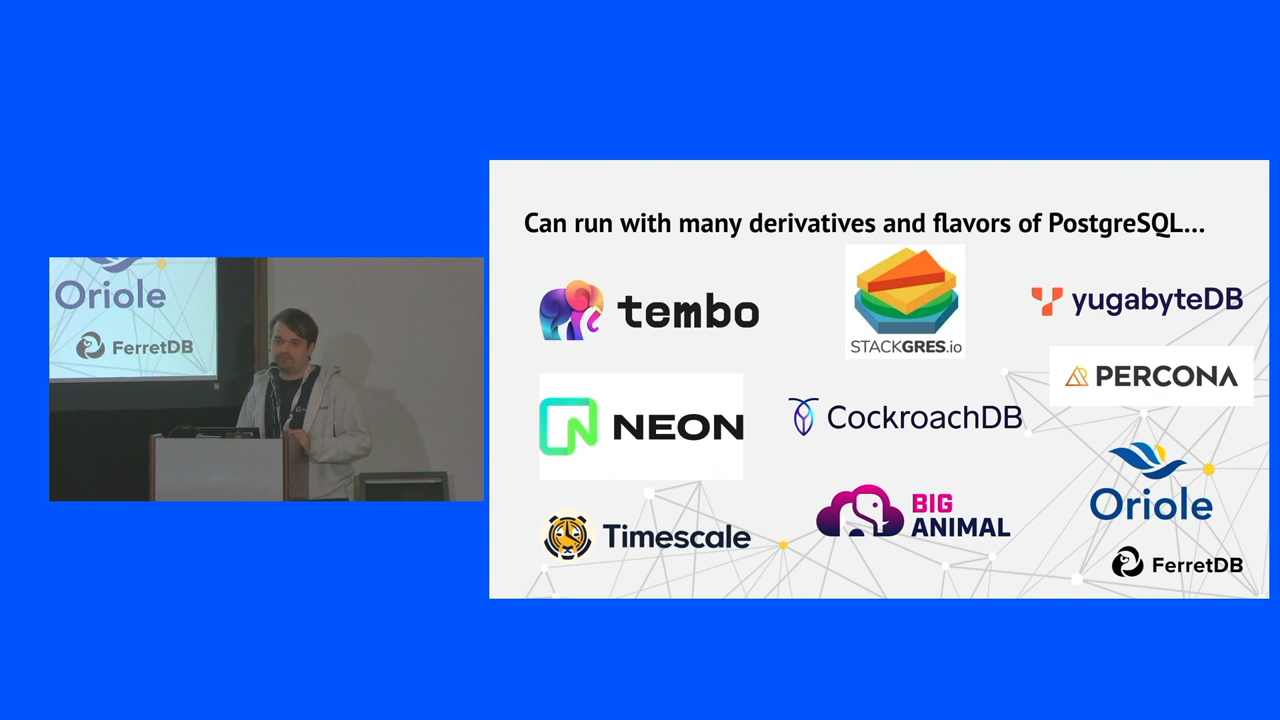 Can run with many derivatives and flavors of PostgreSQL...
tembo
STACKGRES.io
yugabyteDB
PERCONA
NEON
CockroachDB
Oriole
Timescale
BIG
ANIMAL
FerretDB
Oriole
FerretDB